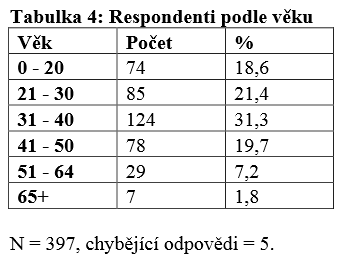 Tabulka 4: Respondenti podle věku
Věk Počet %
0 - 20 74 18,6
21 - 30 85 21,4
31 - 40 124 31,3
41 - 50 78 19,7
51 - 64 29 7,2
65+ 7 1,8
N = 397, chybějící odpovědi = 5.